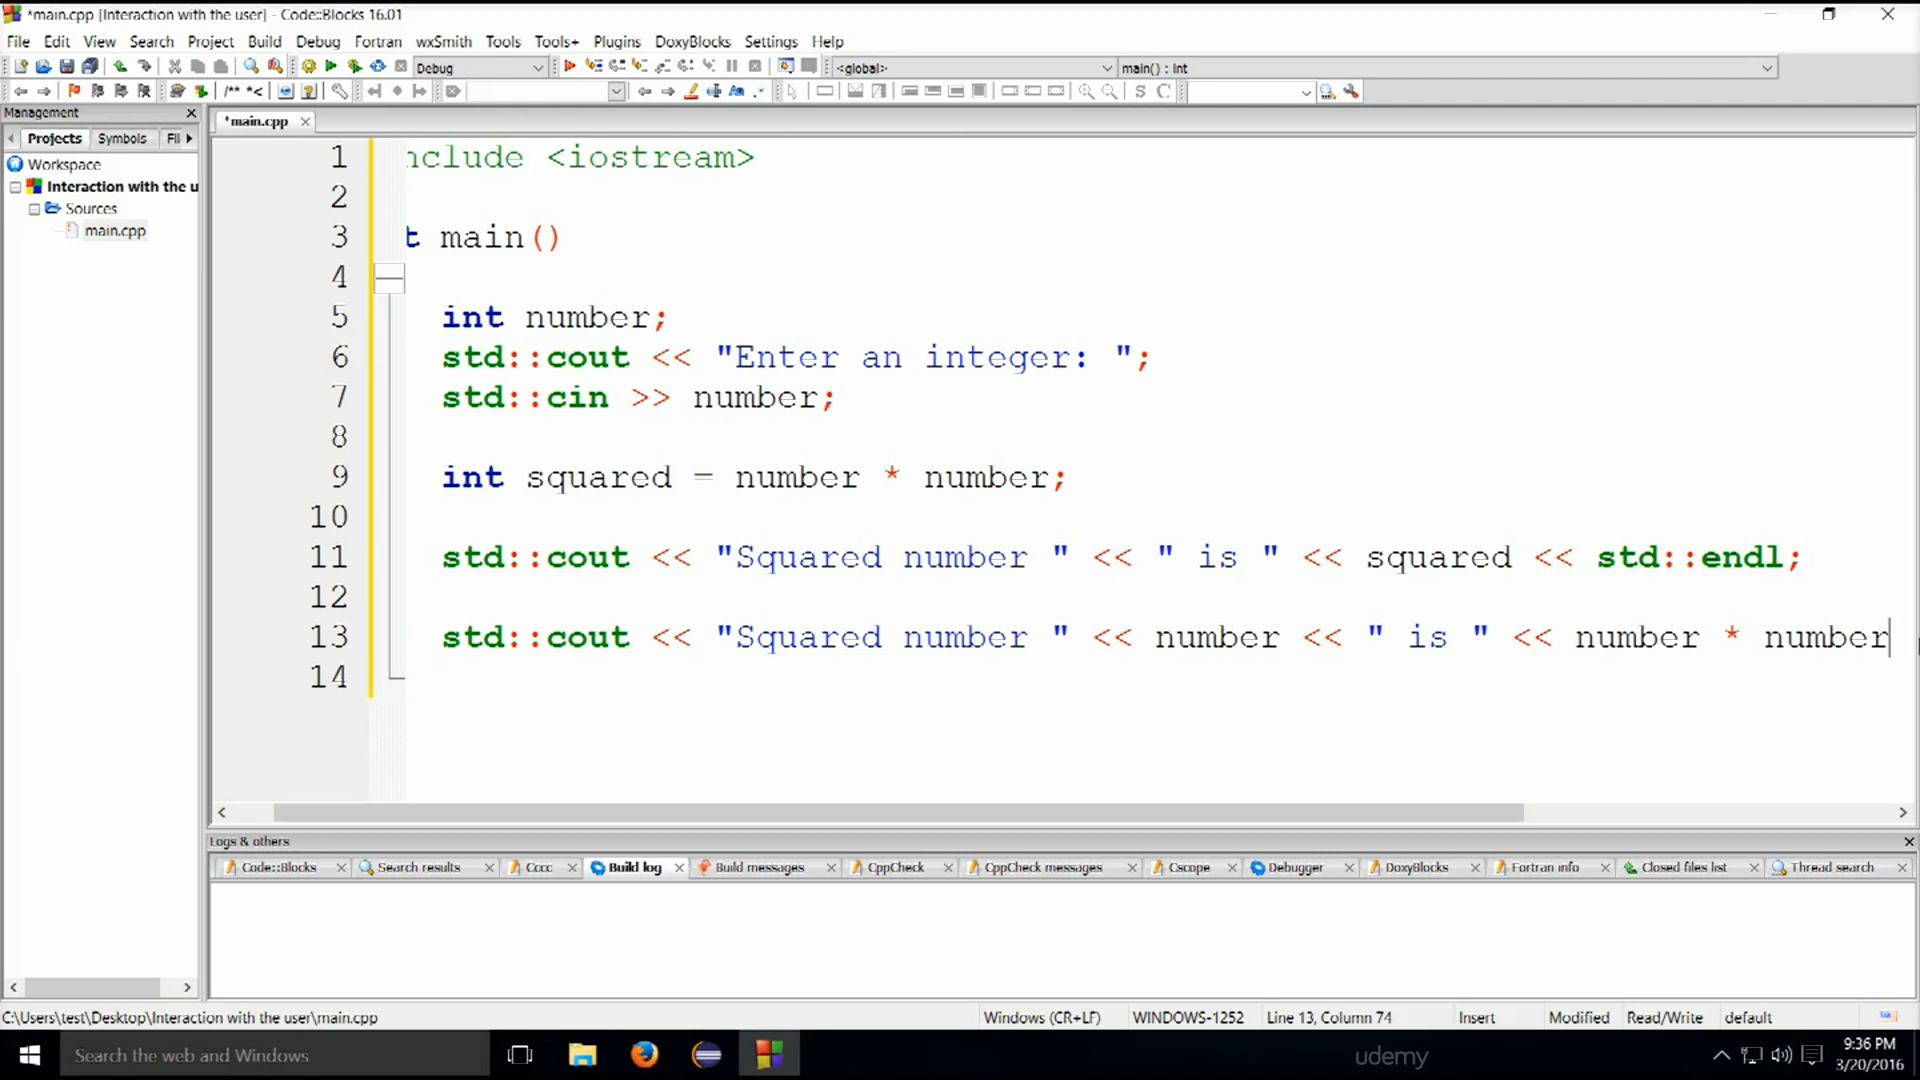 *main.cpp [Interaction with the user] - Code::Blocks 16.01
File Edit View Search Project Build Debug Fortran wxSmith Tools Tools+ Plugins DoxyBlocks Settings Help
Debug <global> main() : int
/** *<
S C
Management
*main.cpp
Projects Symbols Fil
Workspace
Interaction with the u
Sources
main.cpp
1 nclude <iostream>
2
3 t main()
4
5 int number;
6 std::cout << "Enter an integer: ";
7 std::cin >> number;
8
9 int squared = number * number;
10
11 std::cout << "Squared number " << " is " << squared << std::endl;
12
13 std::cout << "Squared number " << number << " is " << number * number
14
Logs & others
Code::Blocks Search results Cccc Build log Build messages CppCheck CppCheck messages Cscope Debugger DoxyBlocks Fortran info Closed files list Thread search
C:\Users\test\Desktop\Interaction with the user\main.cpp Windows (CR+LF) WINDOWS-1252 Line 13, Column 74 Insert Modified Read/Write default
Search the web and Windows
udemy
9:36 PM
3/20/2016